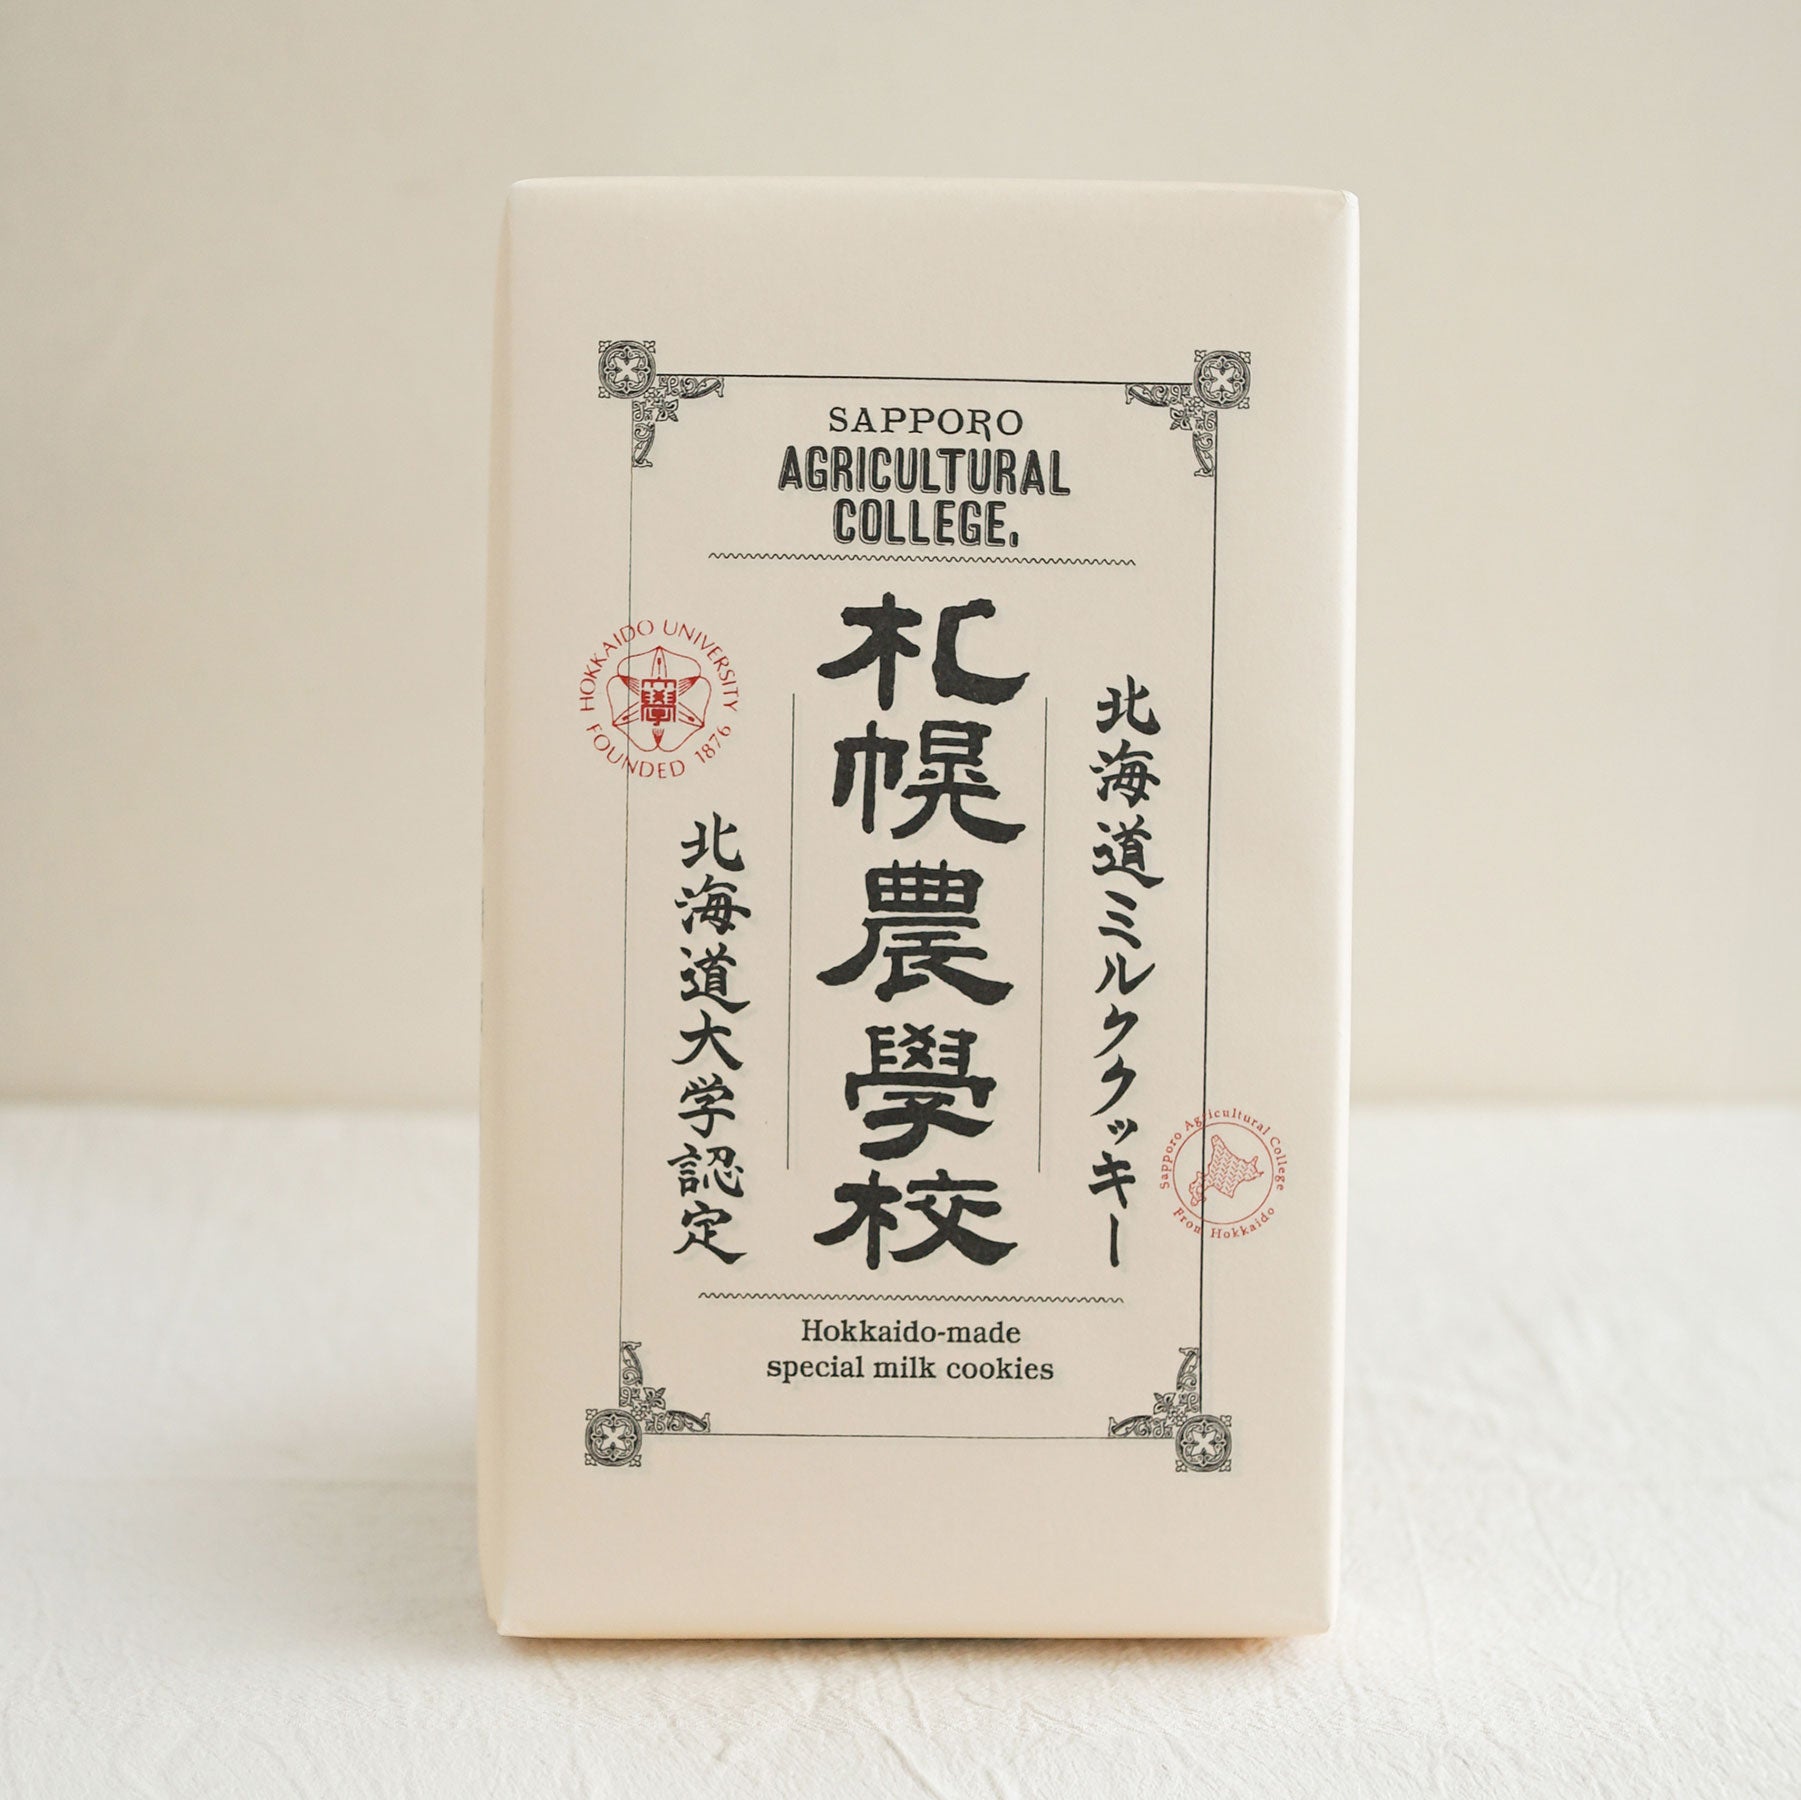 SAPPORO
AGRICULTURAL
COLLEGE.
北海道ミルククッキー
札幌農學校
北海道大学認定
HOKKAIDO UNIVERSITY
FOUNDED 1876
學
Sapporo Agricultural College
From Hokkaido
Hokkaido-made
special milk cookies